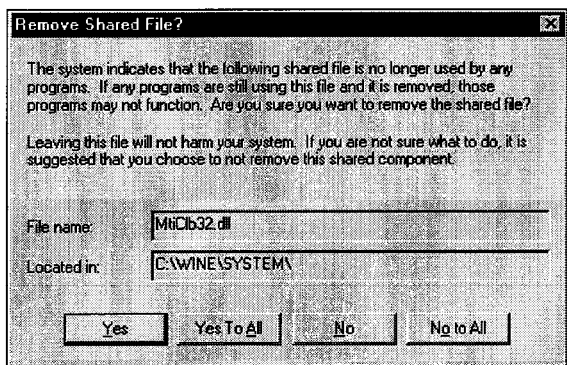 Remove Shared File?
The system indicates that the following shared file is no longer used by any
programs. If any programs are still using this file and it is removed, those
programs may not function. Are you sure you want to remove the shared file?
Leaving this file will not harm your system. If you are not sure what to do, it is
suggested that you choose to not remove this shared component.
File name: MtiClb32.dll
Located in: C:\WINE\SYSTEM\
Yes Yes To All No No to All